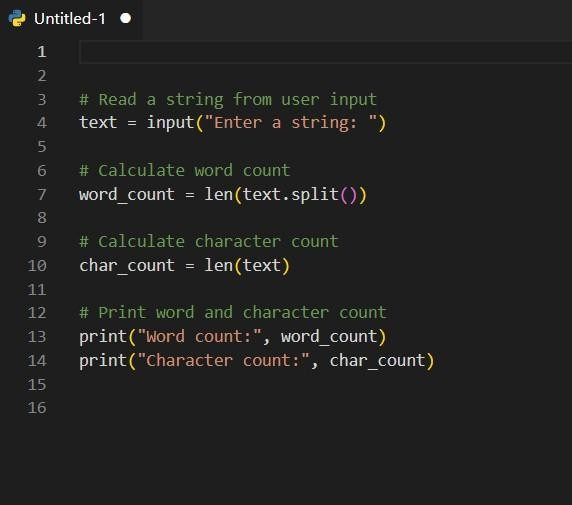 Untitled-1
1
2
3 # Read a string from user input
4 text = input("Enter a string: ")
5
6 # Calculate word count
7 word_count = len(text.split())
8
9 # Calculate character count
10 char_count = len(text)
11
12 # Print word and character count
13 print("Word count:", word_count)
14 print("Character count:", char_count)
15
16